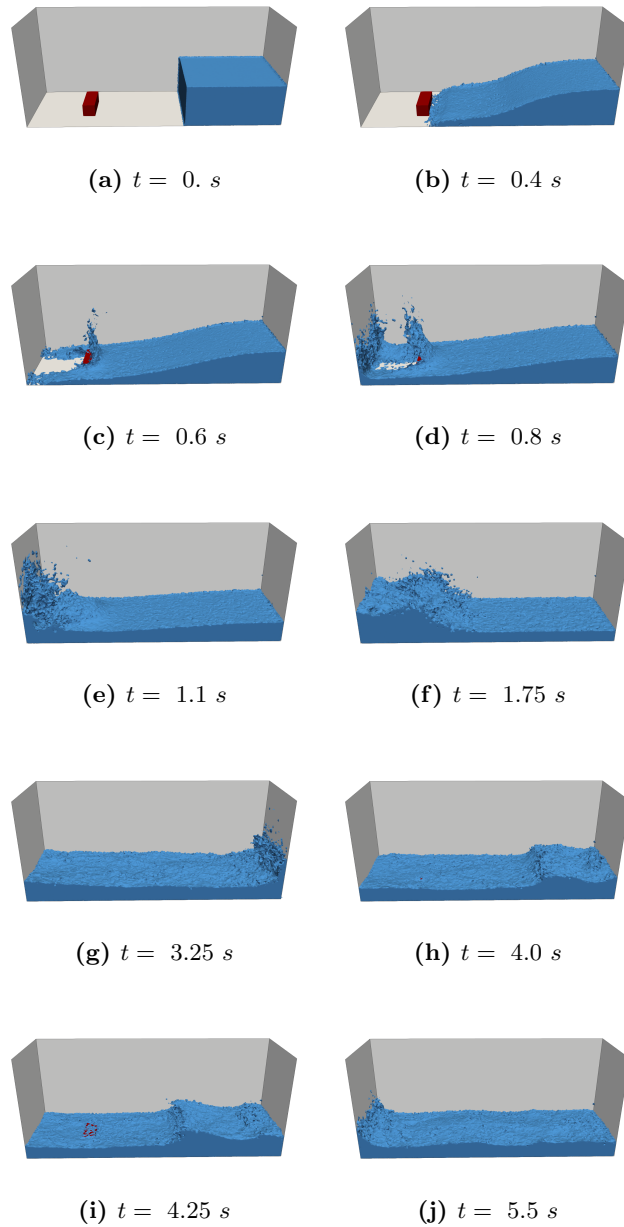 (a) t = 0. s
(b) t = 0.4 s
(c) t = 0.6 s
(d) t = 0.8 s
(e) t = 1.1 s
(f) t = 1.75 s
(g) t = 3.25 s
(h) t = 4.0 s
(i) t = 4.25 s
(j) t = 5.5 s